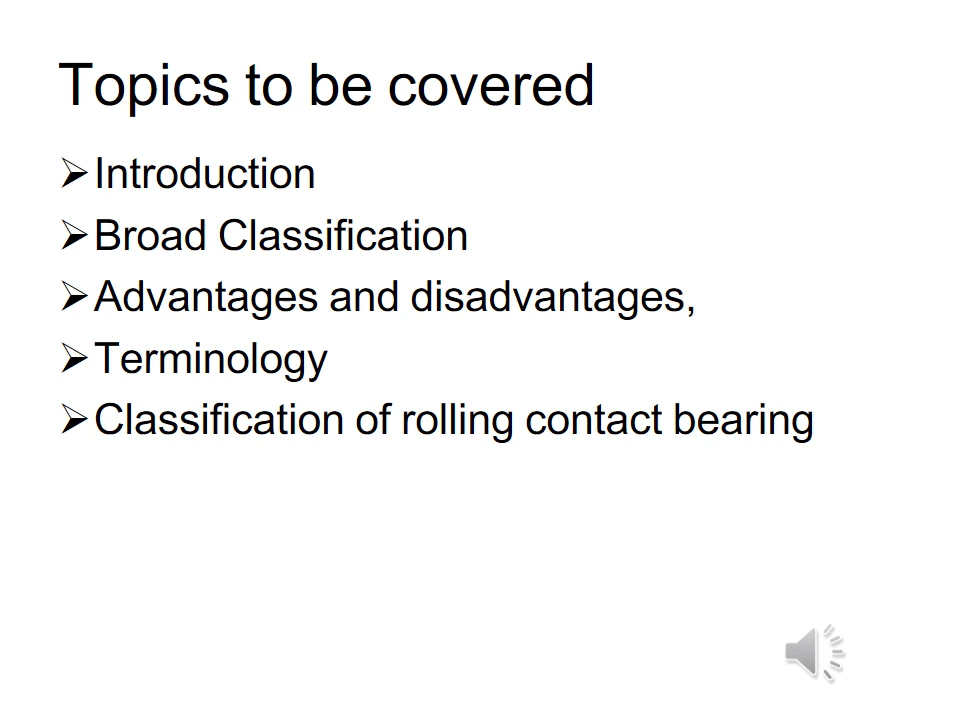 Topics to be covered
➢Introduction
➢Broad Classification
➢Advantages and disadvantages,
➢Terminology
➢Classification of rolling contact bearing